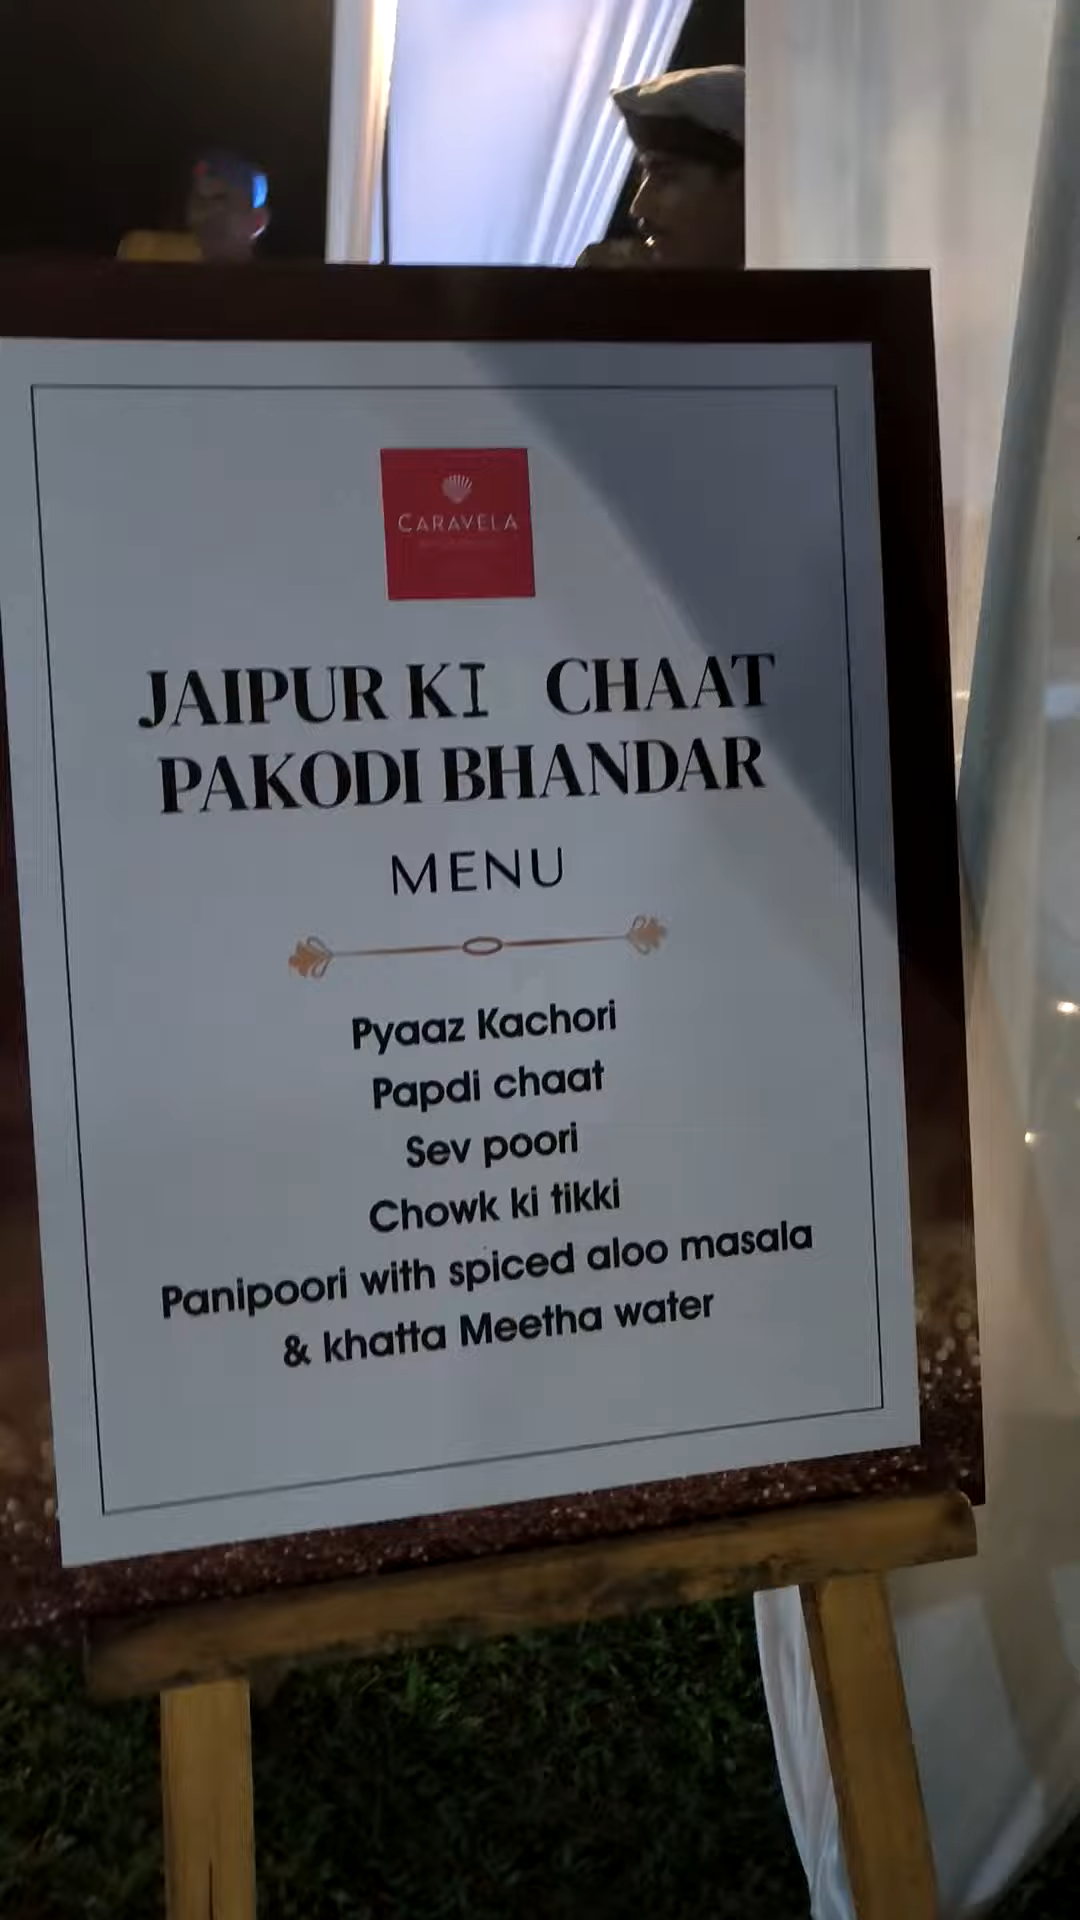 CARAVELA
JAIPUR KI CHAAT
PAKODI BHANDAR
MENU
Pyaaz Kachori
Papdi chaat
Sev poori
Chowk ki tikki
Panipoori with spiced aloo masala
& khatta Meetha water